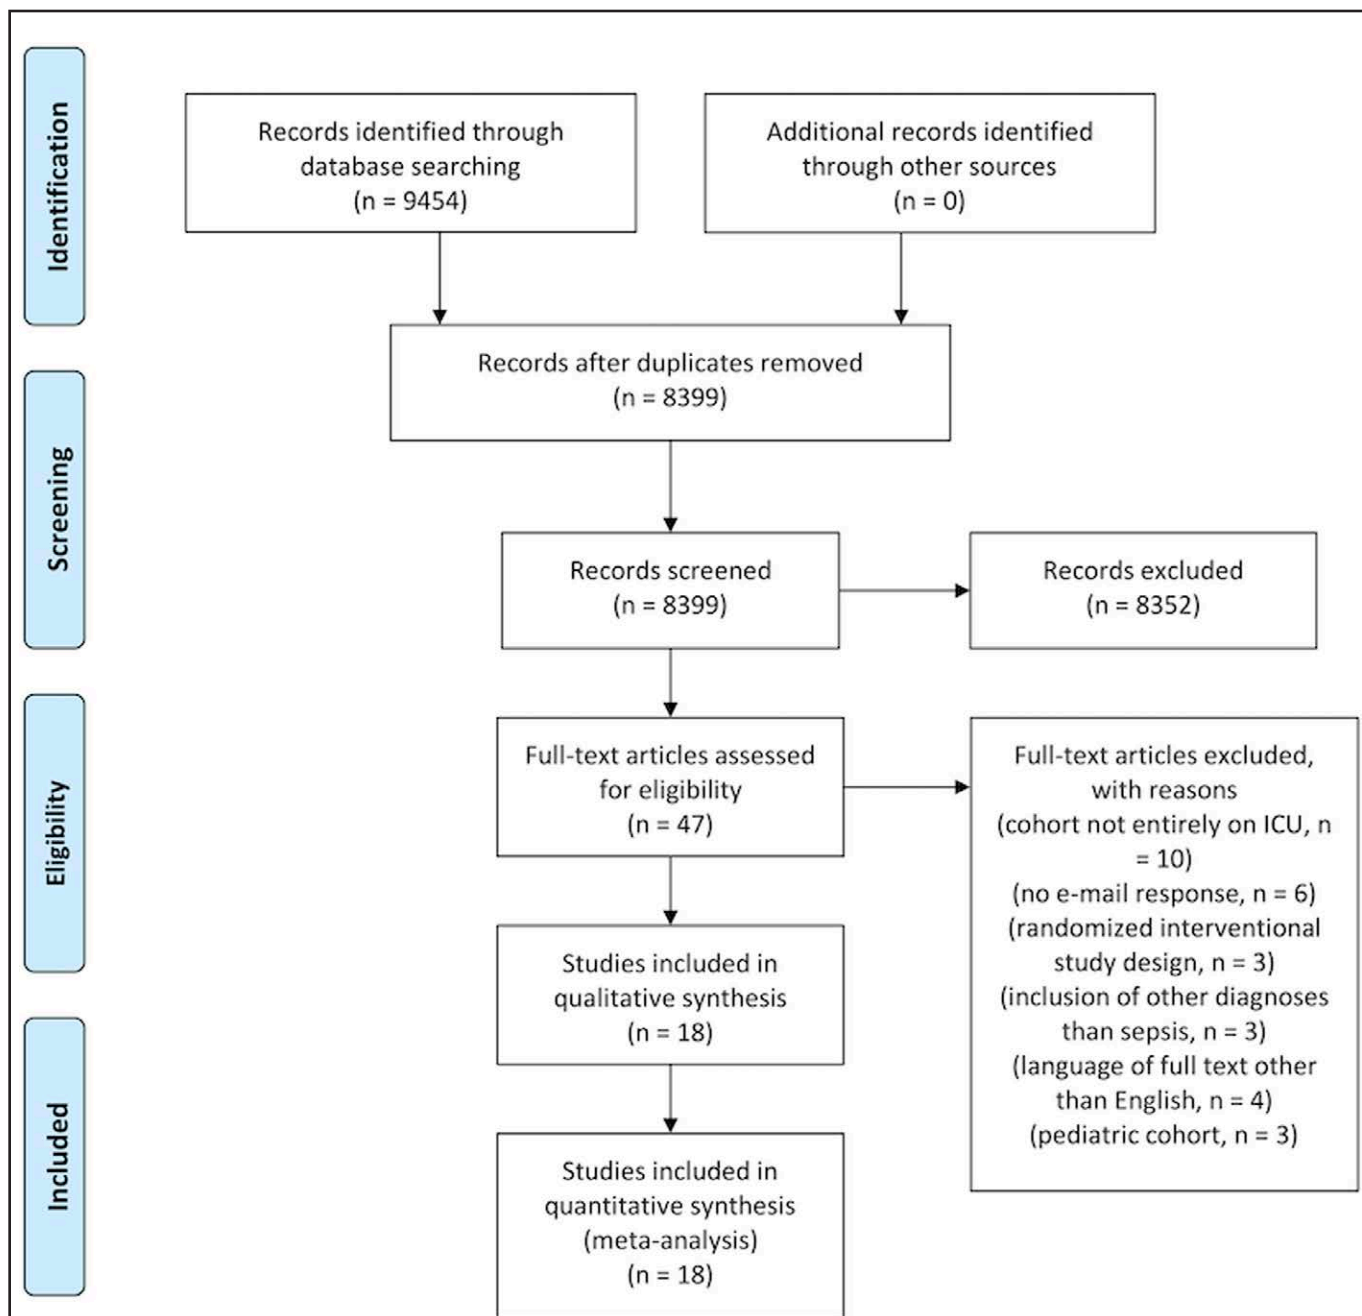 Identification
Records identified through
database searching
(n = 9454)
Additional records identified
through other sources
(n = 0)
Records after duplicates removed
(n = 8399)
Screening
Records screened
(n = 8399)
Records excluded
(n = 8352)
Eligibility
Full-text articles assessed
for eligibility
(n = 47)
Full-text articles excluded,
with reasons
(cohort not entirely on ICU, n
= 10)
(no e-mail response, n = 6)
(randomized interventional
study design, n = 3)
(inclusion of other diagnoses
than sepsis, n = 3)
(language of full text other
than English, n = 4)
(pediatric cohort, n = 3)
Studies included in
qualitative synthesis
(n = 18)
Included
Studies included in
quantitative synthesis
(meta-analysis)
(n = 18)